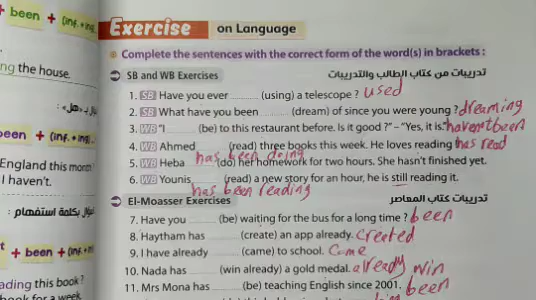 been + (inf. + ing)
Exercise on Language
Complete the sentences with the correct form of the word(s) in brackets :
ng the house.
SB and WB Exercises تدريبات من كتاب الطالب والتدريبات
1. SB Have you ever (using) a telescope ? used
2. SB What have you been (dream) of since you were young ? dreaming
3. WB "I (be) to this restaurant before. Is it good ?" – "Yes, it is." haven't been
been + (inf. + ing)
4. WB Ahmed (read) three books this week. He loves reading has read
has been doing
England this month
5. WB Heba (do) her homework for two hours. She hasn't finished yet.
I haven't.
6. WB Younis (read) a new story for an hour, he is still reading it.
has been reading
سؤال بكلمة استفهام :
El-Moasser Exercises تدريبات كتاب المعاصر
7. Have you (be) waiting for the bus for a long time ? been
8. Haytham has (create) an app already. created
t + been + (inf. + ing)
9. I have already (came) to school. Come
10. Nada has (win already) a gold medal. already win
ading this book?
11. Mrs Mona has (be) teaching English since 2001. been
book for a week.